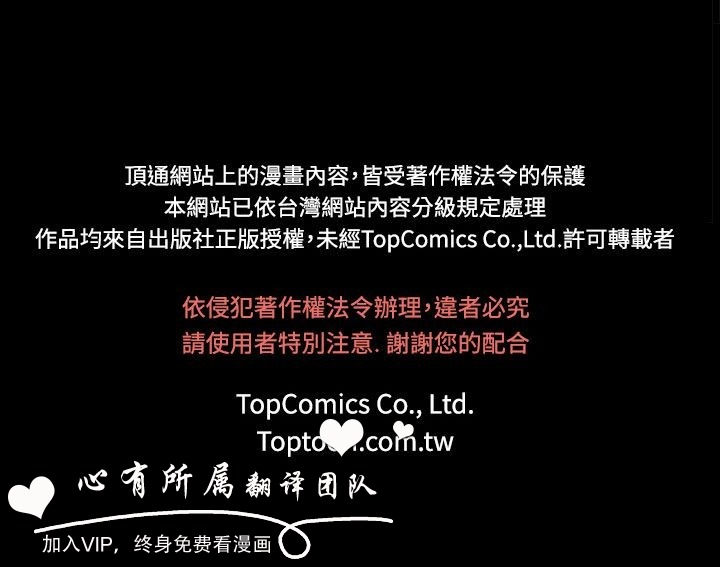 頂通網站上的漫畫內容，皆受著作權法令的保護
本網站已依台灣網站內容分級規定處理
作品均來自出版社正版授權，未經TopComics Co.,Ltd.許可轉載者
依侵犯著作權法令辦理，違者必究
請使用者特別注意. 謝謝您的配合
TopComics Co., Ltd.
心有所属翻译团队
加入VIP，终身免费看漫画